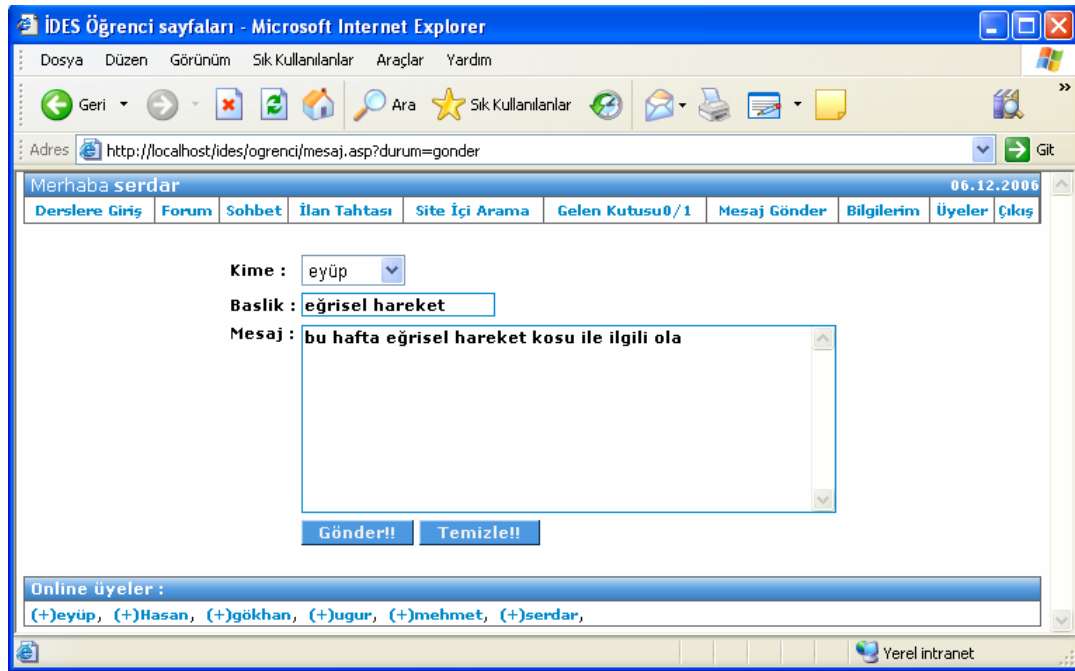 İDES Öğrenci sayfaları - Microsoft Internet Explorer
Dosya Düzen Görünüm Sık Kullanılanlar Araçlar Yardım
Geri Ara Sık Kullanılanlar »
Adres http://localhost/ides/ogrenci/mesaj.asp?durum=gonder Git
Merhaba serdar 06.12.2006
Derslere Giriş Forum Sohbet İlan Tahtası Site İçi Arama Gelen Kutusu0/1 Mesaj Gönder Bilgilerim Üyeler Çıkış
Kime : eyüp
Baslik : eğrisel hareket
Mesaj : bu hafta eğrisel hareket kosu ile ilgili ola
Gönder!! Temizle!!
Online üyeler :
(+)eyüp, (+)Hasan, (+)gökhan, (+)ugur, (+)mehmet, (+)serdar,
Yerel intranet